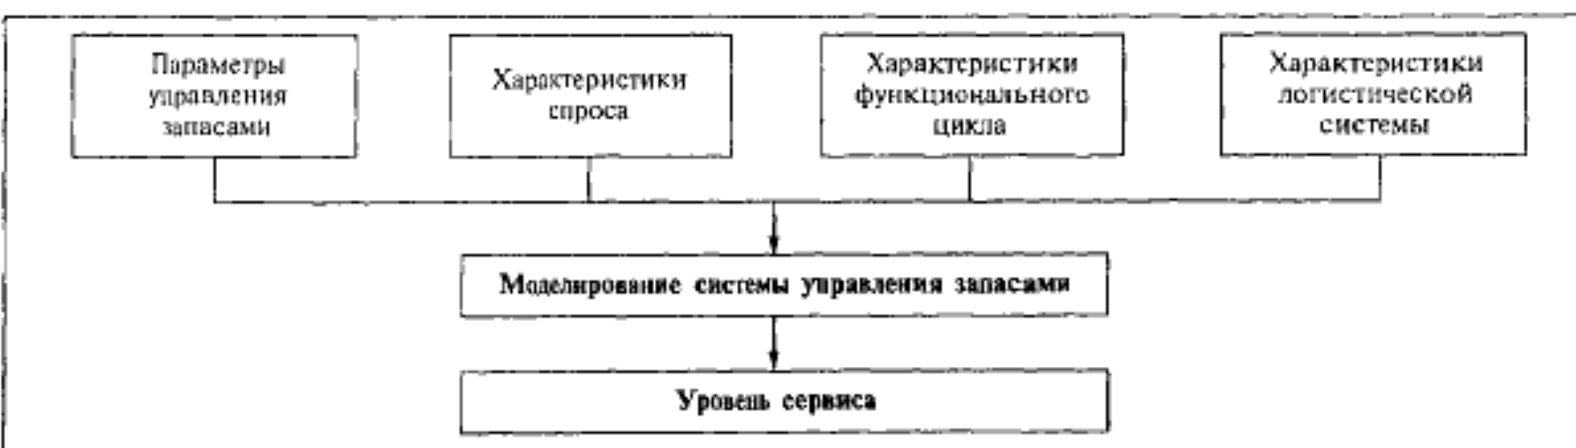 Параметры
управления
запасами
Характеристики
спроса
Характеристики
функционального
цикла
Характеристики
логистической
системы
Моделирование системы управления запасами
Уровень сервиса